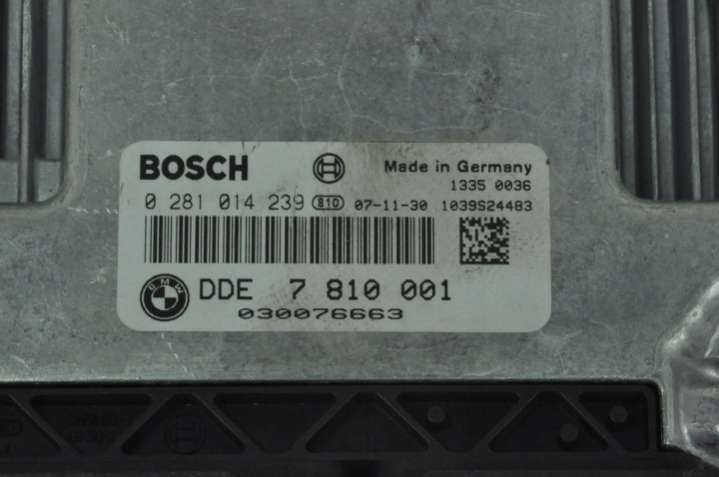 BOSCH
Made in Germany
1335 0036
0 281 014 239 810 07-11-30 1039S24483
BMW
DDE 7 810 001
030076663